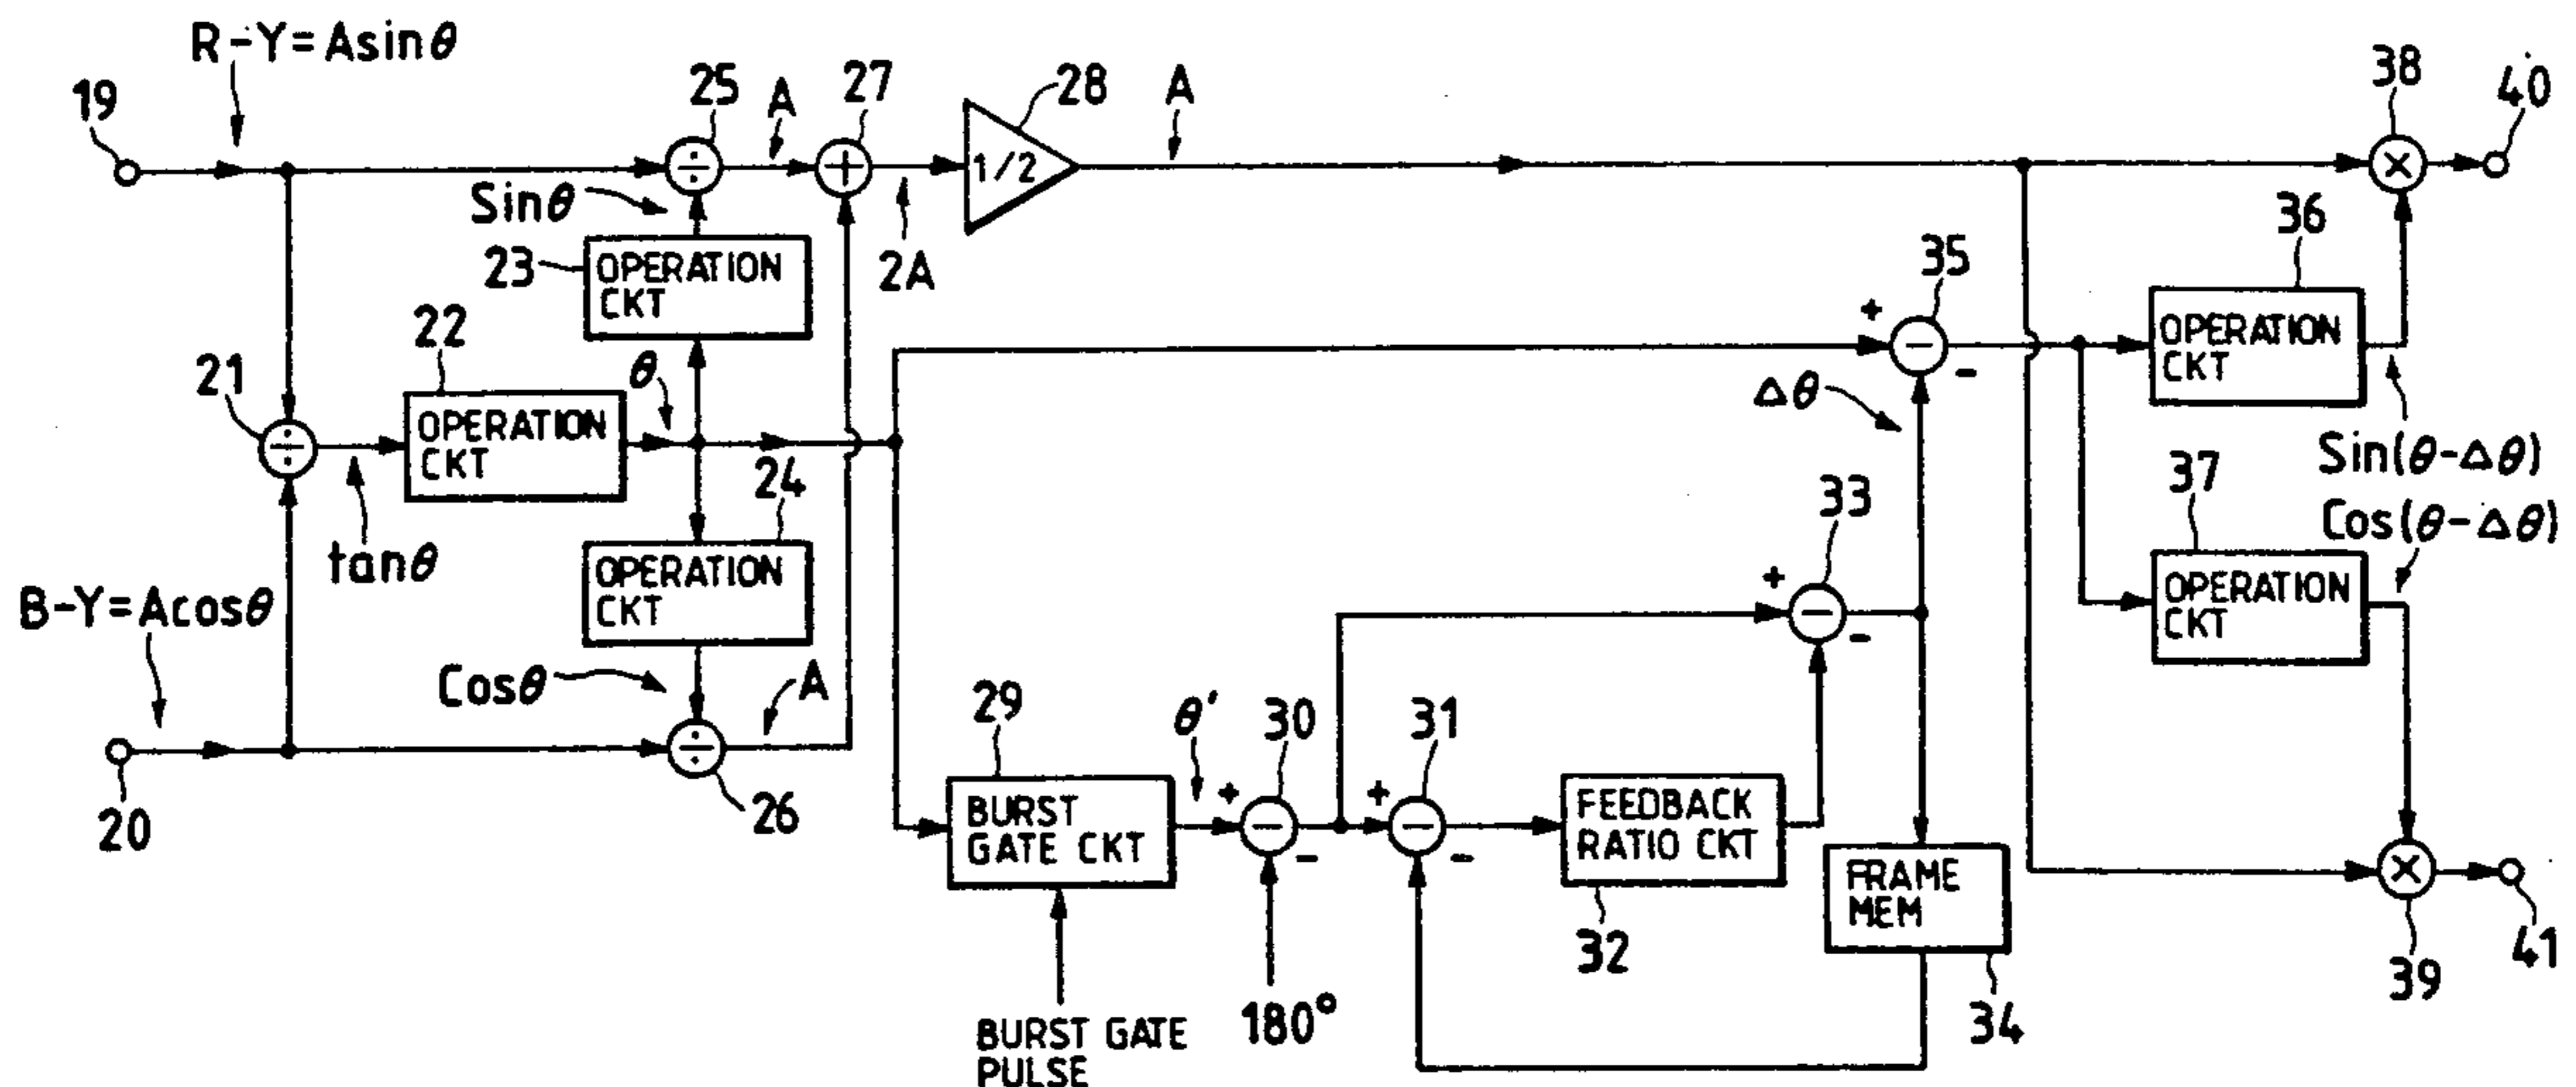 R-Y=Asinθ
19
25
A
27
28
A
38
40
÷
+
1/2
×
Sinθ
23
OPERATION
CKT
2A
35
36
+
-
-
OPERATION
CKT
22
21
÷
θ
OPERATION
CKT
24
Δθ
Sin(θ-Δθ)
tanθ
33
37
Cos(θ-Δθ)
B-Y=Acosθ
OPERATION
CKT
+
-
-
OPERATION
CKT
Cosθ
A
20
÷
26
29
θ'
30
31
BURST
GATE CKT
+
-
-
+
-
-
FEEDBACK
RATIO CKT
32
FRAME
MEM
34
×
39
41
BURST GATE
PULSE
180°